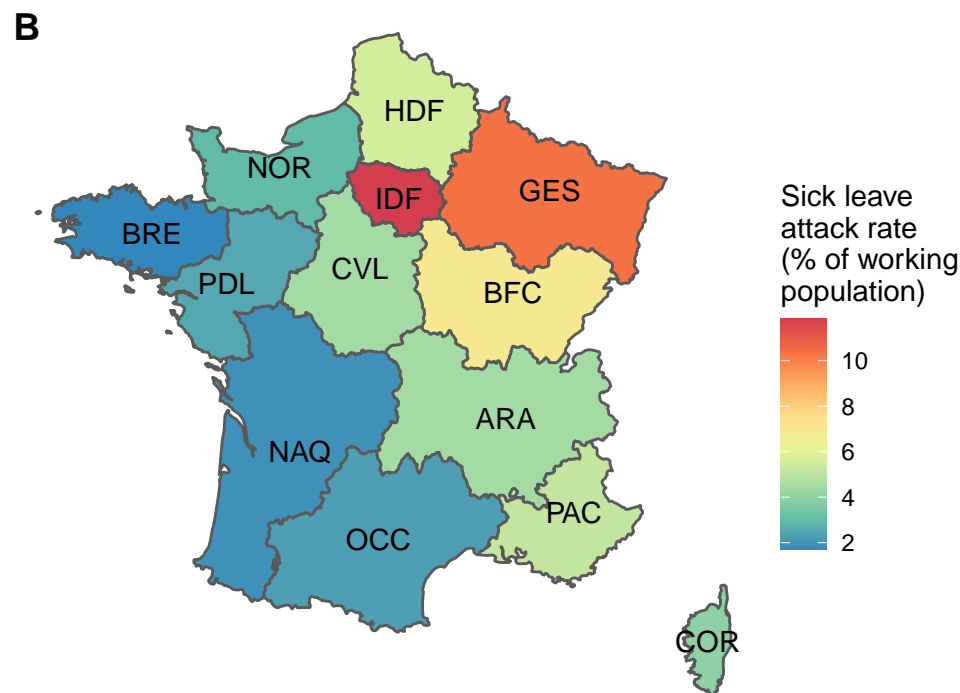 B
HDF
NOR
IDF
GES
BRE
PDL
CVL
BFC
ARA
NAQ
PAC
OCC
COR
Sick leave
attack rate
(% of working
population)
10
8
6
4
2